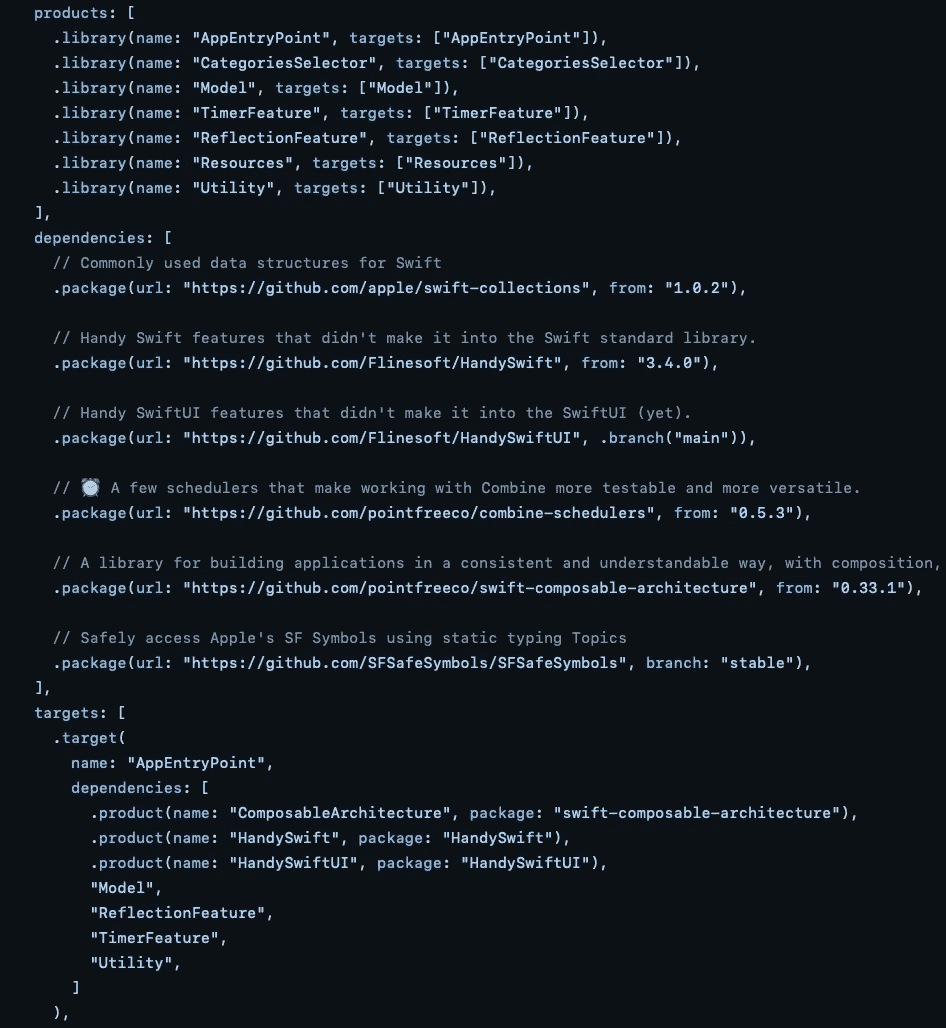 products: [
  .library(name: "AppEntryPoint", targets: ["AppEntryPoint"]),
  .library(name: "CategoriesSelector", targets: ["CategoriesSelector"]),
  .library(name: "Model", targets: ["Model"]),
  .library(name: "TimerFeature", targets: ["TimerFeature"]),
  .library(name: "ReflectionFeature", targets: ["ReflectionFeature"]),
  .library(name: "Resources", targets: ["Resources"]),
  .library(name: "Utility", targets: ["Utility"]),
],
dependencies: [
  // Commonly used data structures for Swift
  .package(url: "https://github.com/apple/swift-collections", from: "1.0.2"),

  // Handy Swift features that didn't make it into the Swift standard library.
  .package(url: "https://github.com/Flinesoft/HandySwift", from: "3.4.0"),

  // Handy SwiftUI features that didn't make it into the SwiftUI (yet).
  .package(url: "https://github.com/Flinesoft/HandySwiftUI", .branch("main")),

  // ⏰ A few schedulers that make working with Combine more testable and more versatile.
  .package(url: "https://github.com/pointfreeco/combine-schedulers", from: "0.5.3"),

  // A library for building applications in a consistent and understandable way, with composition,
  .package(url: "https://github.com/pointfreeco/swift-composable-architecture", from: "0.33.1"),

  // Safely access Apple's SF Symbols using static typing Topics
  .package(url: "https://github.com/SFSafeSymbols/SFSafeSymbols", branch: "stable"),
],
targets: [
  .target(
    name: "AppEntryPoint",
    dependencies: [
      .product(name: "ComposableArchitecture", package: "swift-composable-architecture"),
      .product(name: "HandySwift", package: "HandySwift"),
      .product(name: "HandySwiftUI", package: "HandySwiftUI"),
      "Model",
      "ReflectionFeature",
      "TimerFeature",
      "Utility",
    ]
  ),